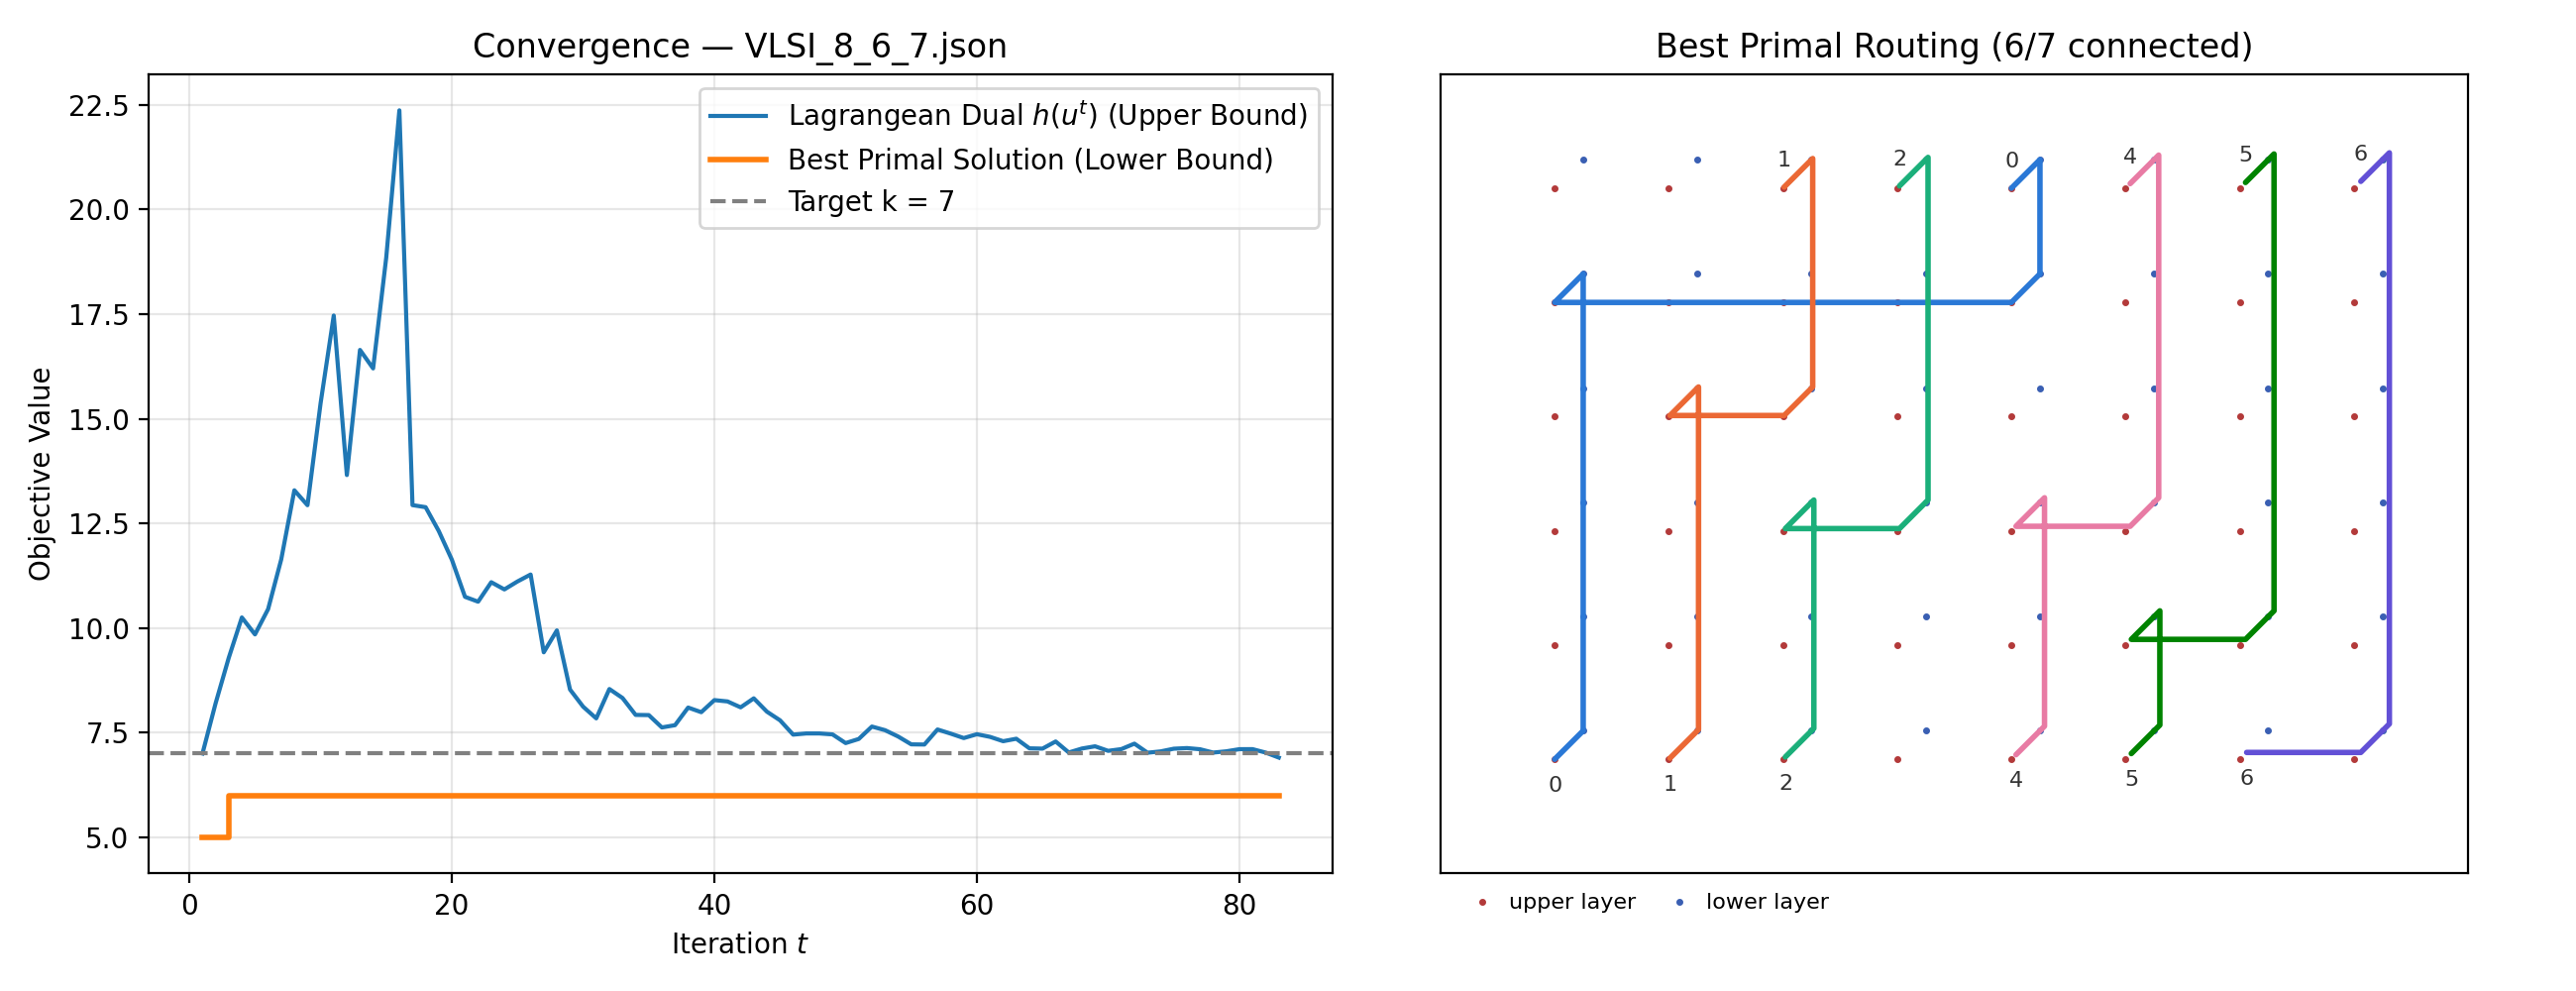 Convergence — VLSI_8_6_7.json
22.5
20.0
17.5
15.0
12.5
10.0
7.5
5.0
Objective Value
0 20 40 60 80
Iteration t
Lagrangean Dual h(u^t) (Upper Bound)
Best Primal Solution (Lower Bound)
Target k = 7
Best Primal Routing (6/7 connected)
1 2 0 4 5 6
0 1 2 4 5 6
upper layer lower layer